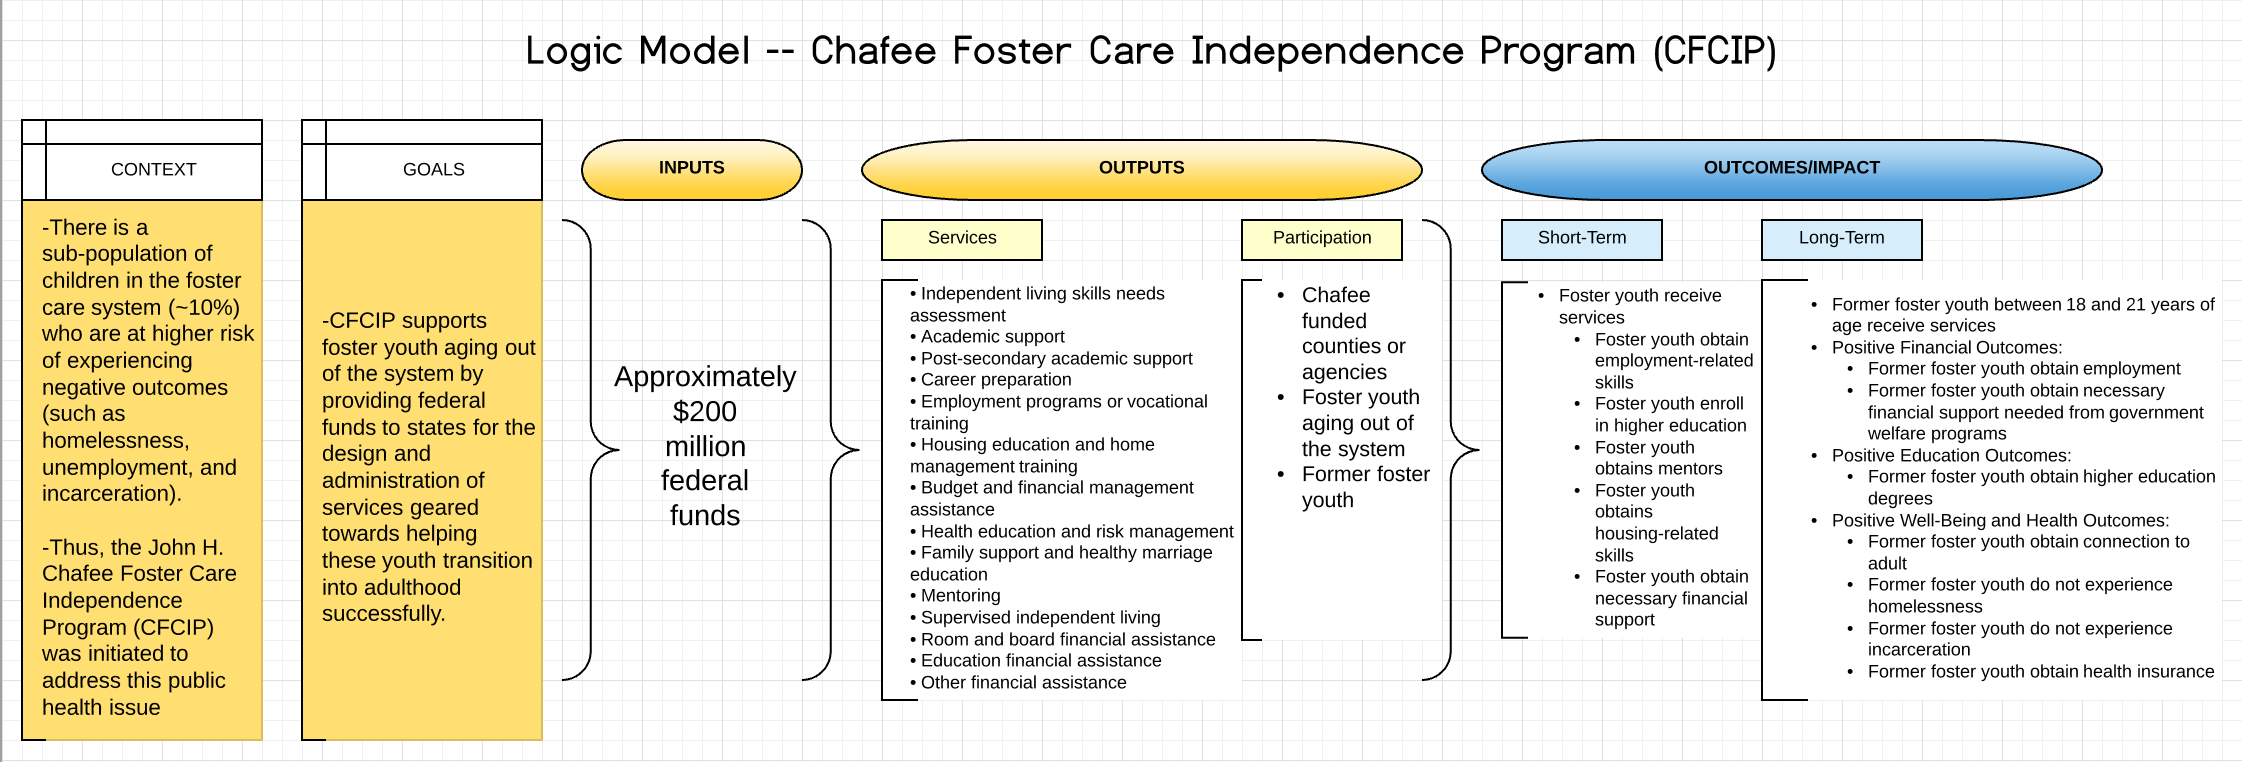 Logic Model -- Chafee Foster Care Independence Program (CFCIP)
CONTEXT
-There is a
sub-population of
children in the foster
care system (~10%)
who are at higher risk
of experiencing
negative outcomes
(such as
homelessness,
unemployment, and
incarceration).
-Thus, the John H.
Chafee Foster Care
Independence
Program (CFCIP)
was initiated to
address this public
health issue
GOALS
-CFCIP supports
foster youth aging out
of the system by
providing federal
funds to states for the
design and
administration of
services geared
towards helping
these youth transition
into adulthood
successfully.
INPUTS
Approximately
$200
million
federal
funds
OUTPUTS
Services
• Independent living skills needs
assessment
• Academic support
• Post-secondary academic support
• Career preparation
• Employment programs or vocational
training
• Housing education and home
management training
• Budget and financial management
assistance
• Health education and risk management
• Family support and healthy marriage
education
• Mentoring
• Supervised independent living
• Room and board financial assistance
• Education financial assistance
• Other financial assistance
Participation
• Chafee
funded
counties or
agencies
• Foster youth
aging out of
the system
• Former foster
youth
OUTCOMES/IMPACT
Short-Term
• Foster youth receive
services
• Foster youth obtain
employment-related
skills
• Foster youth enroll
in higher education
• Foster youth
obtains mentors
• Foster youth
obtains
housing-related
skills
• Foster youth obtain
necessary financial
support
Long-Term
• Former foster youth between 18 and 21 years of
age receive services
• Positive Financial Outcomes:
• Former foster youth obtain employment
• Former foster youth obtain necessary
financial support needed from government
welfare programs
• Positive Education Outcomes:
• Former foster youth obtain higher education
degrees
• Positive Well-Being and Health Outcomes:
• Former foster youth obtain connection to
adult
• Former foster youth do not experience
homelessness
• Former foster youth do not experience
incarceration
• Former foster youth obtain health insurance